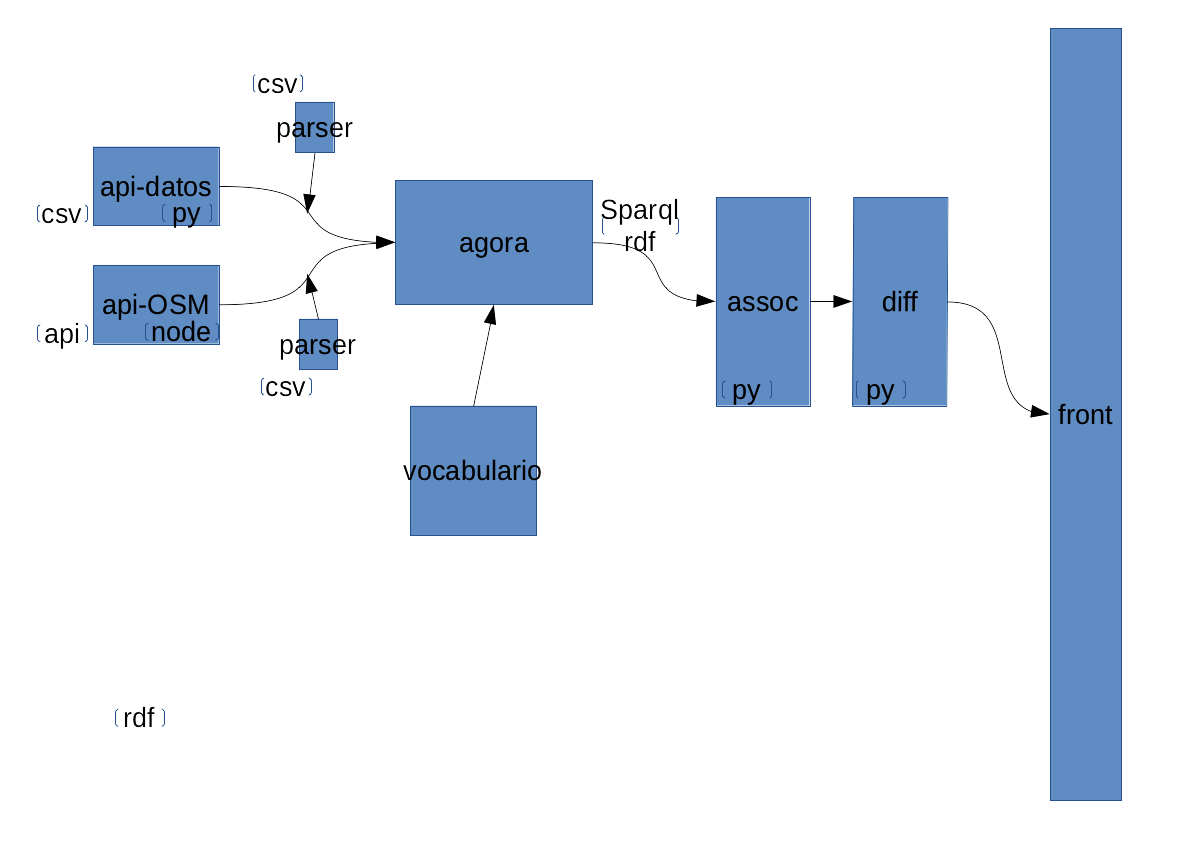 (csv)
parser
api-datos
(csv)
( py )
api-OSM
(api)
(node)
parser
(csv)
agora
vocabulario
Sparql
( rdf )
assoc
( py )
diff
( py )
front
( rdf )